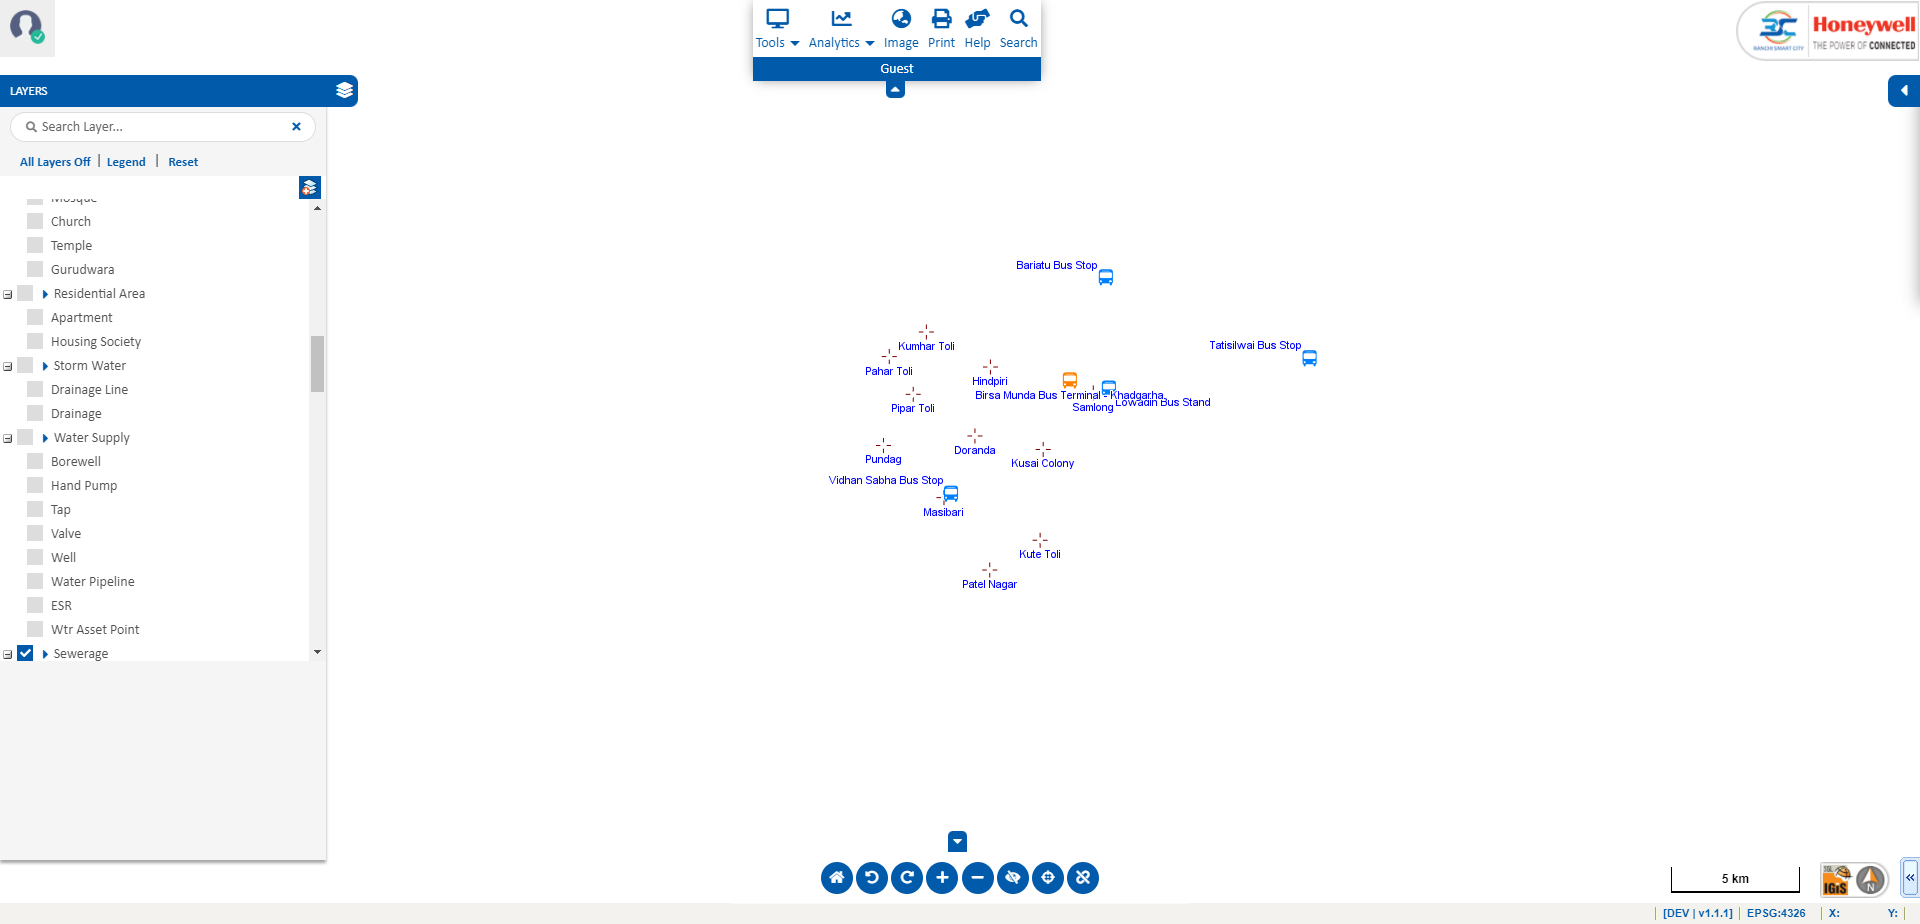 Tools
Analytics
Image
Print
Help
Search
Guest
RANCHI SMART CITY
Honeywell
THE POWER OF CONNECTED
LAYERS
Search Layer...
All Layers Off | Legend | Reset
Mosque
Church
Temple
Gurudwara
Residential Area
Apartment
Housing Society
Storm Water
Drainage Line
Drainage
Water Supply
Borewell
Hand Pump
Tap
Valve
Well
Water Pipeline
ESR
Wtr Asset Point
Sewerage
Bariatu Bus Stop
Kumhar Toli
Tatisilwai Bus Stop
Pahar Toli
Hindpiri
Birsa Munda Bus Terminal - Khadgarha
Lowadih Bus Stand
Pipar Toli
Samlong
Doranda
Pundag
Kusai Colony
Vidhan Sabha Bus Stop
Masibari
Kute Toli
Patel Nagar
5 km
IGiS
N
[DEV | v1.1.1]
EPSG:4326
X:
Y: